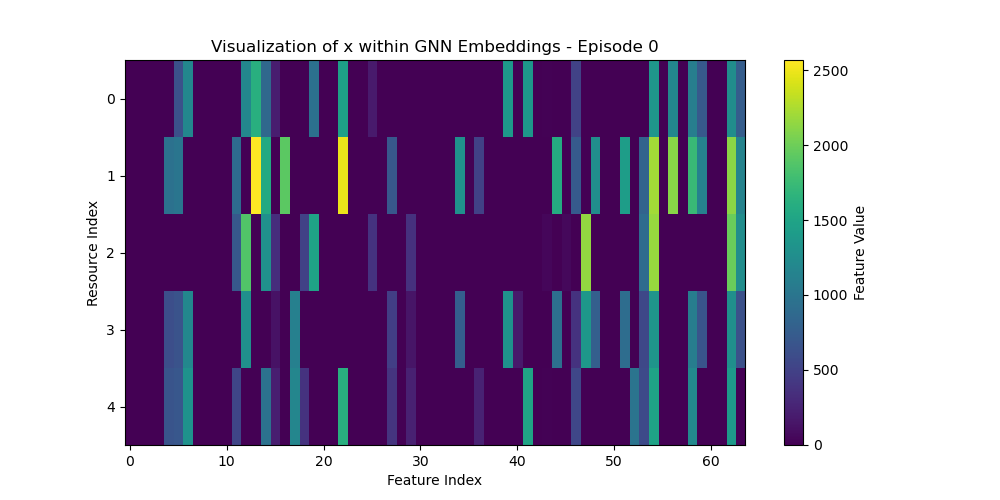 Visualization of x within GNN Embeddings - Episode 0
Resource Index
0
1
2
3
4
0 10 20 30 40 50 60
Feature Index
2500
2000
1500
1000
500
0
Feature Value